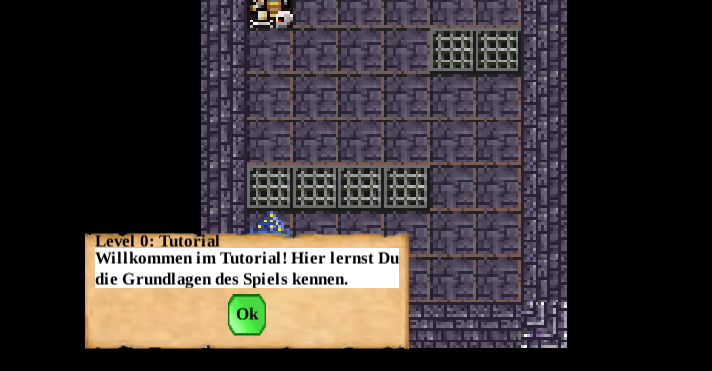 Level 0: Tutorial
Willkommen im Tutorial! Hier lernst Du
die Grundlagen des Spiels kennen.
Ok